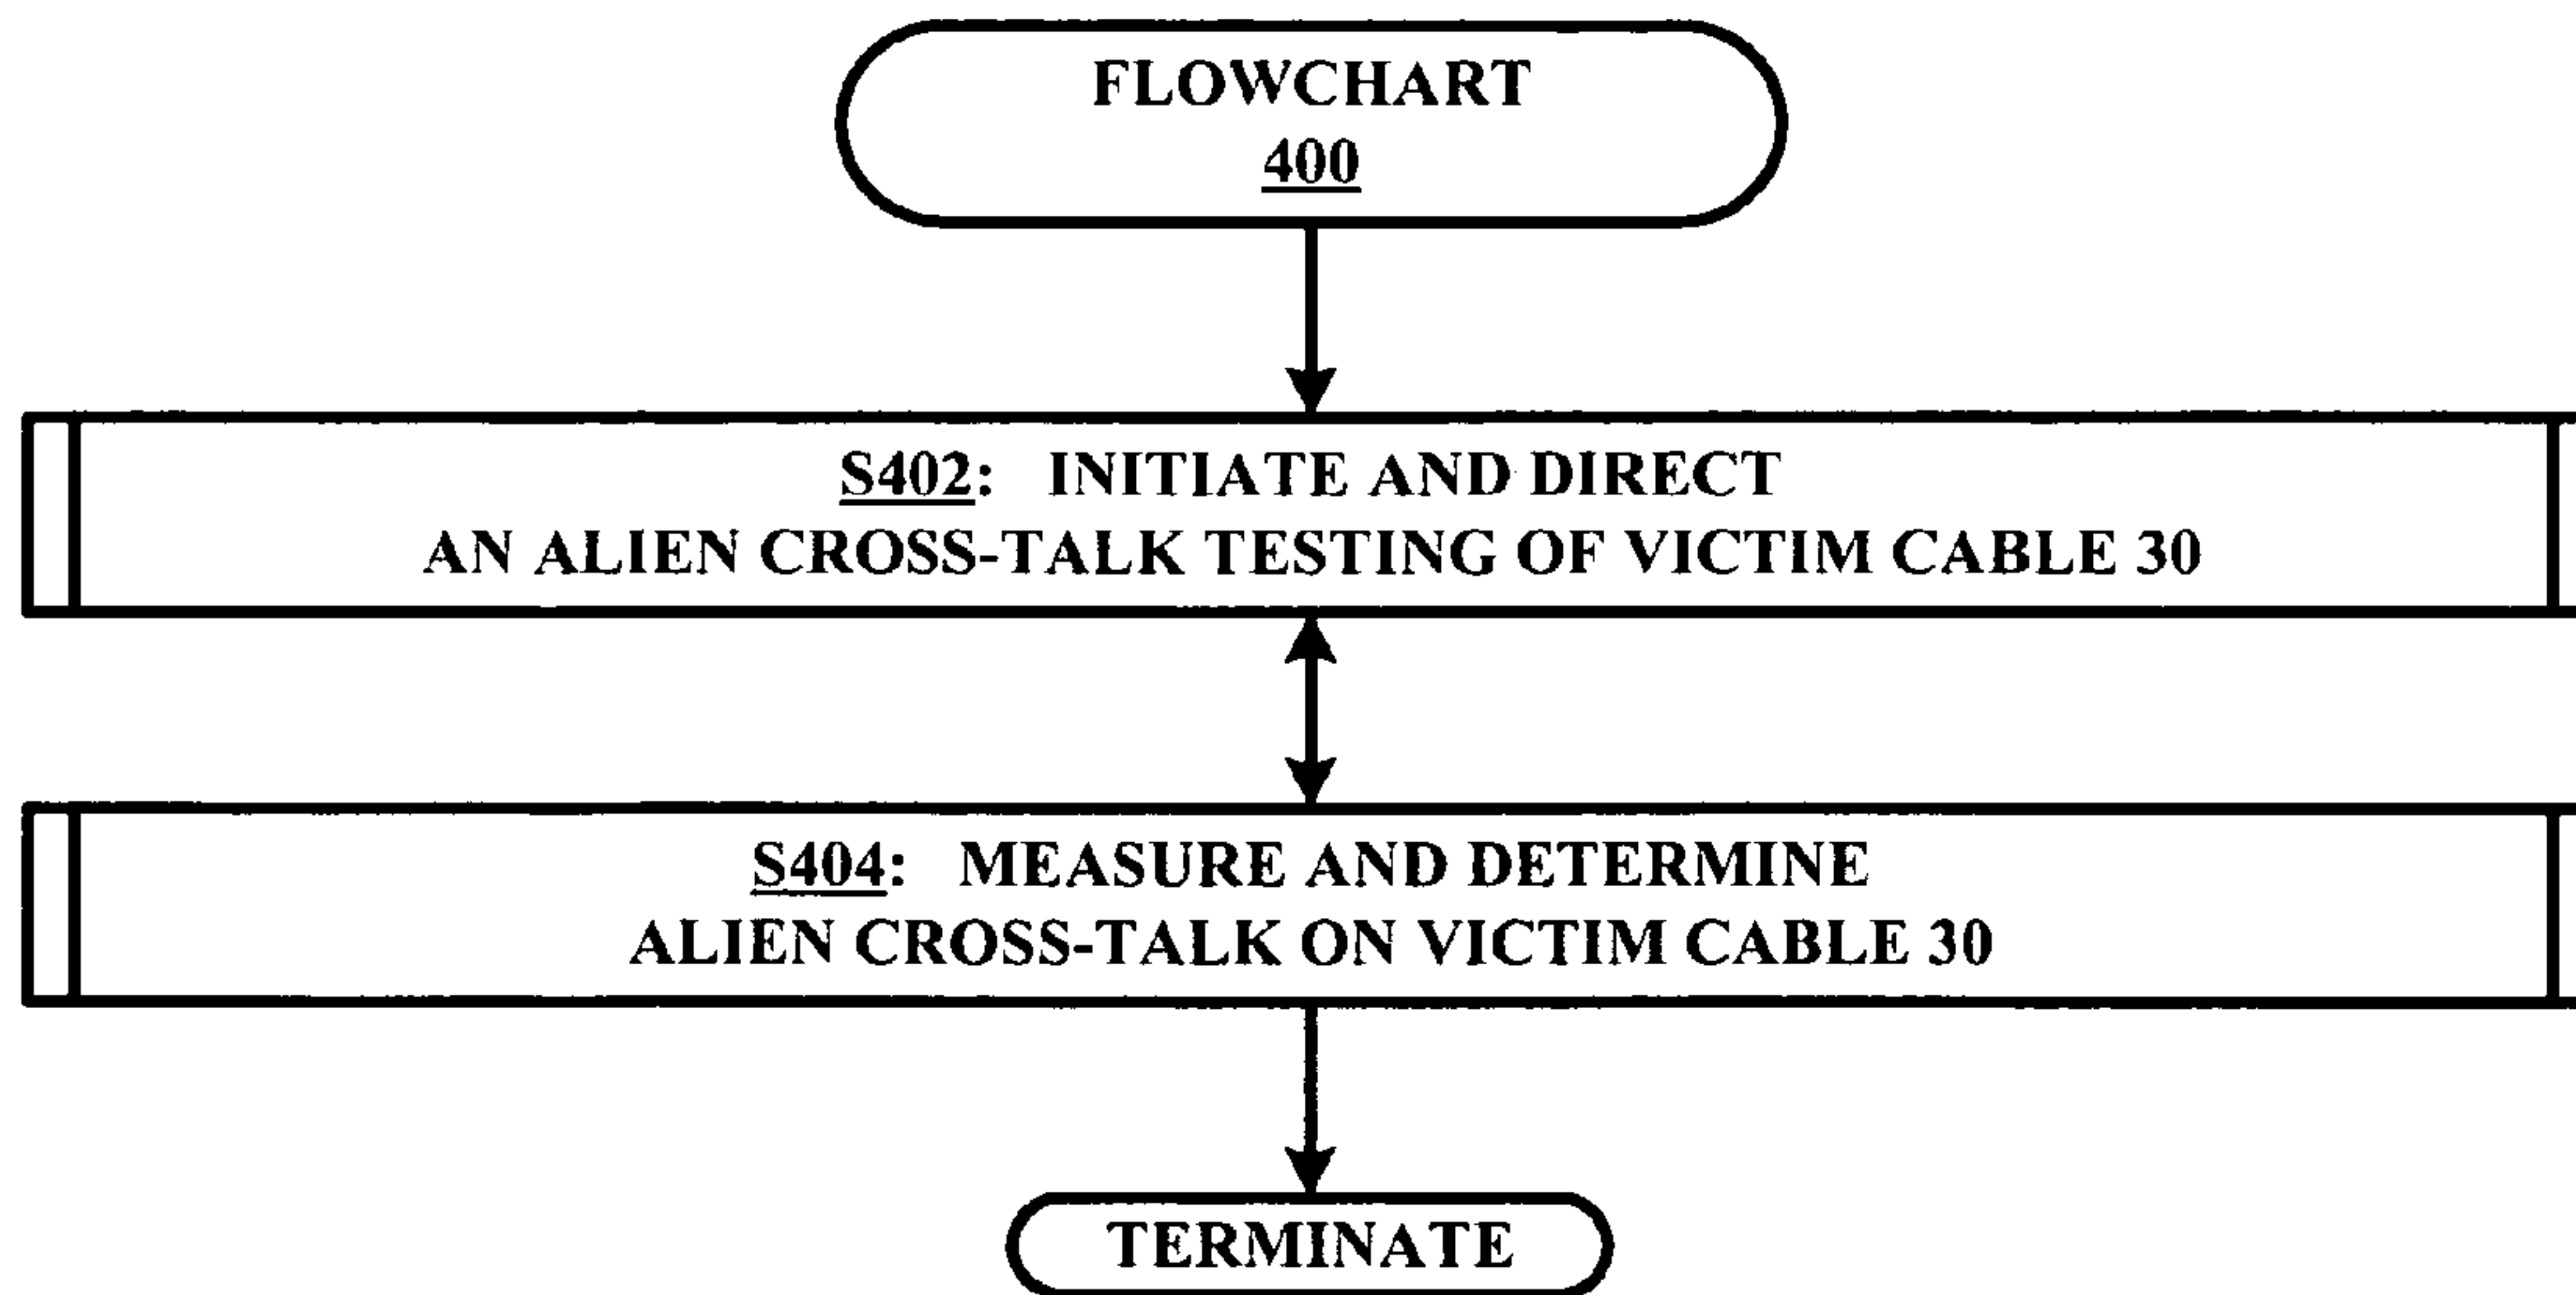 FLOWCHART
400
S402: INITIATE AND DIRECT
AN ALIEN CROSS-TALK TESTING OF VICTIM CABLE 30
S404: MEASURE AND DETERMINE
ALIEN CROSS-TALK ON VICTIM CABLE 30
TERMINATE